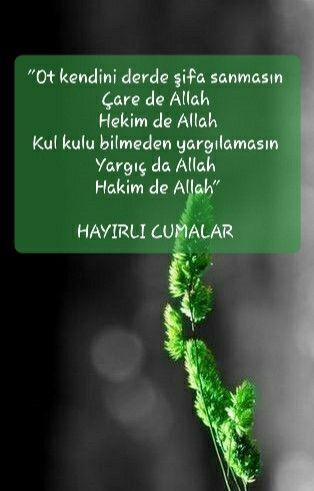 "Ot kendini derde şifa sanmasın
Çare de Allah
Hekim de Allah
Kul kulu bilmeden yargılamasın
Yargıç da Allah
Hakim de Allah"
HAYIRLI CUMALAR